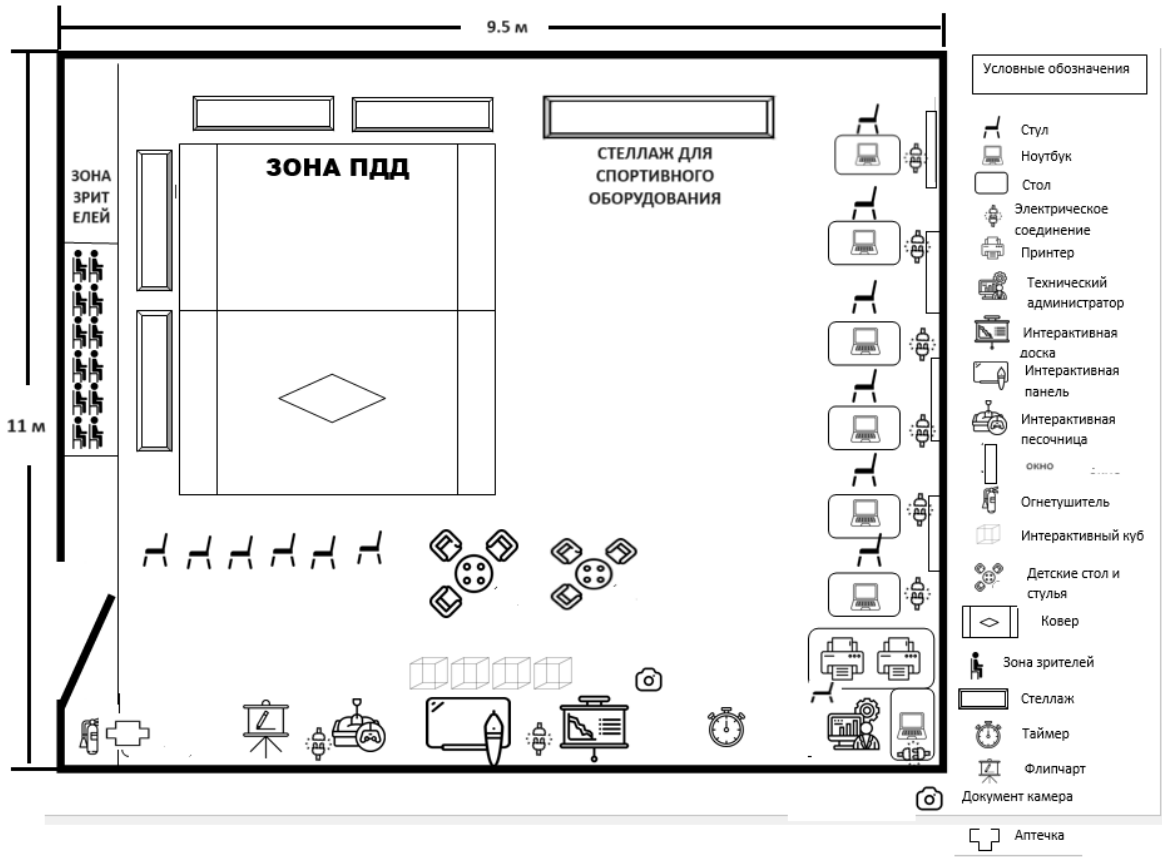 9.5 м
11 м
ЗОНА
ЗРИТ
ЕЛЕЙ
ЗОНА ПДД
СТЕЛЛАЖ ДЛЯ
СПОРТИВНОГО
ОБОРУДОВАНИЯ
Условные обозначения
Стул
Ноутбук
Стол
Электрическое
соединение
Принтер
Технический
администратор
Интерактивная
доска
Интерактивная
панель
Интерактивная
песочница
окно
Огнетушитель
Интерактивный куб
Детские стол и
стулья
Ковер
Зона зрителей
Стеллаж
Таймер
Флипчарт
Документ камера
Аптечка